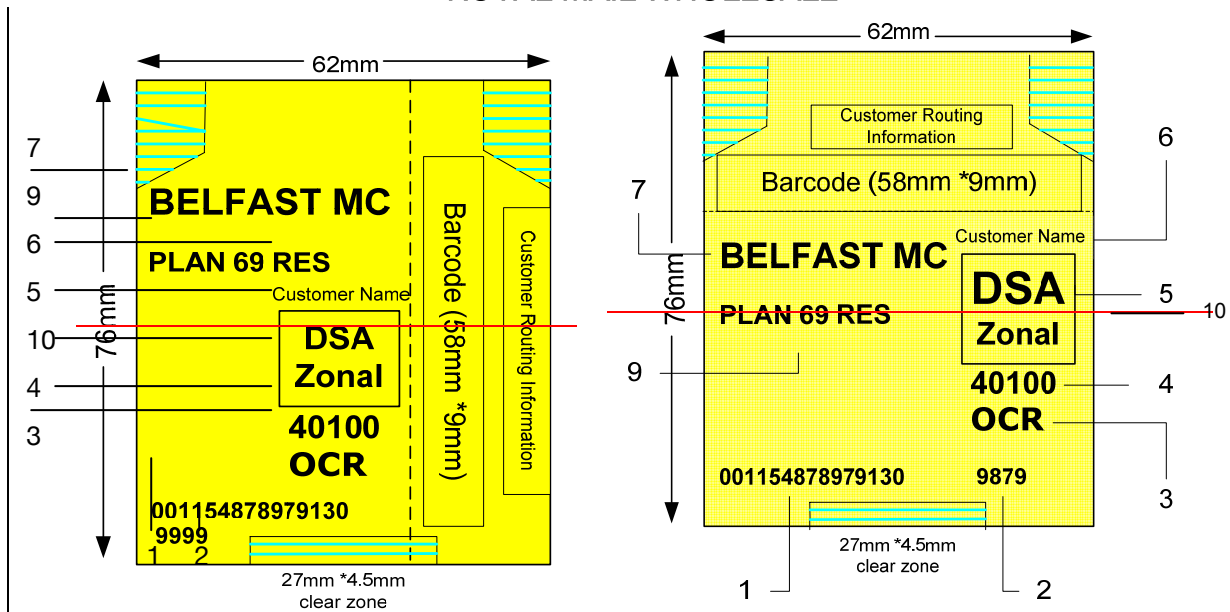 62mm
7
9
6
5
10
4
3
76mm
BELFAST MC
PLAN 69 RES
Customer Name
DSA
Zonal
40100
OCR
Barcode (58mm *9mm)
Customer Routing Information
001154878979130
9999
1 2
27mm *4.5mm
clear zone
62mm
Customer Routing
Information
Barcode (58mm *9mm)
6
7
76mm
Customer Name
BELFAST MC
DSA
Zonal
5
PLAN 69 RES
10
9
40100
4
OCR
3
001154878979130 9879
27mm *4.5mm
clear zone
1 2